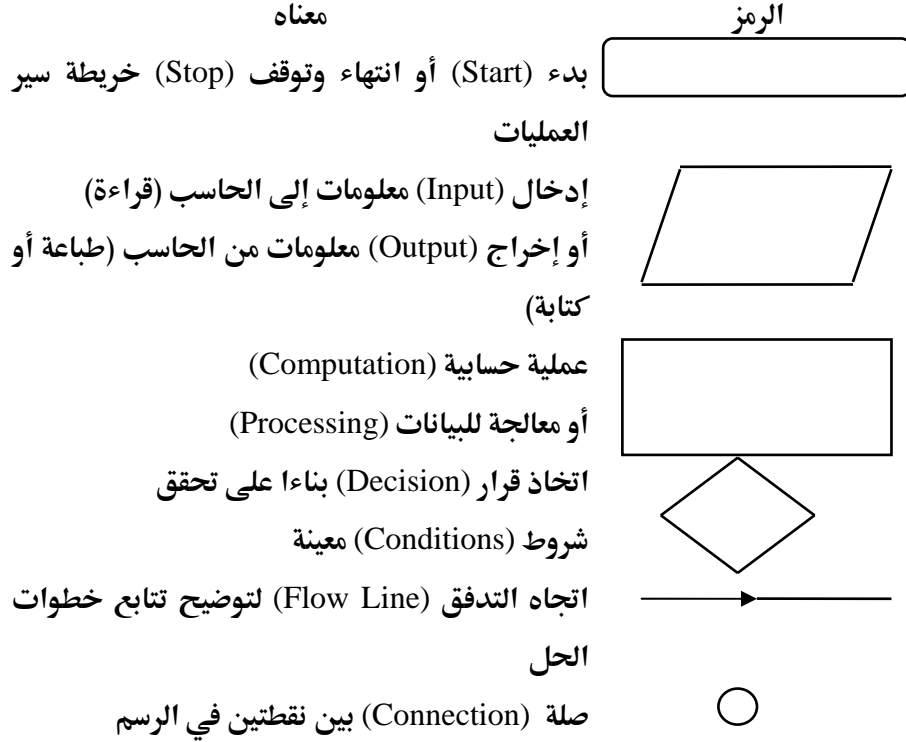 الرمز معناه
بدء (Start) أو انتهاء وتوقف (Stop) خريطة سير
العمليات
إدخال (Input) معلومات إلى الحاسب (قراءة)
أو إخراج (Output) معلومات من الحاسب (طباعة أو
كتابة)
عملية حسابية (Computation)
أو معالجة للبيانات (Processing)
اتخاذ قرار (Decision) بناءا على تحقق
شروط (Conditions) معينة
اتجاه التدفق (Flow Line) لتوضيح تتابع خطوات
الحل
صلة (Connection) بين نقطتين في الرسم